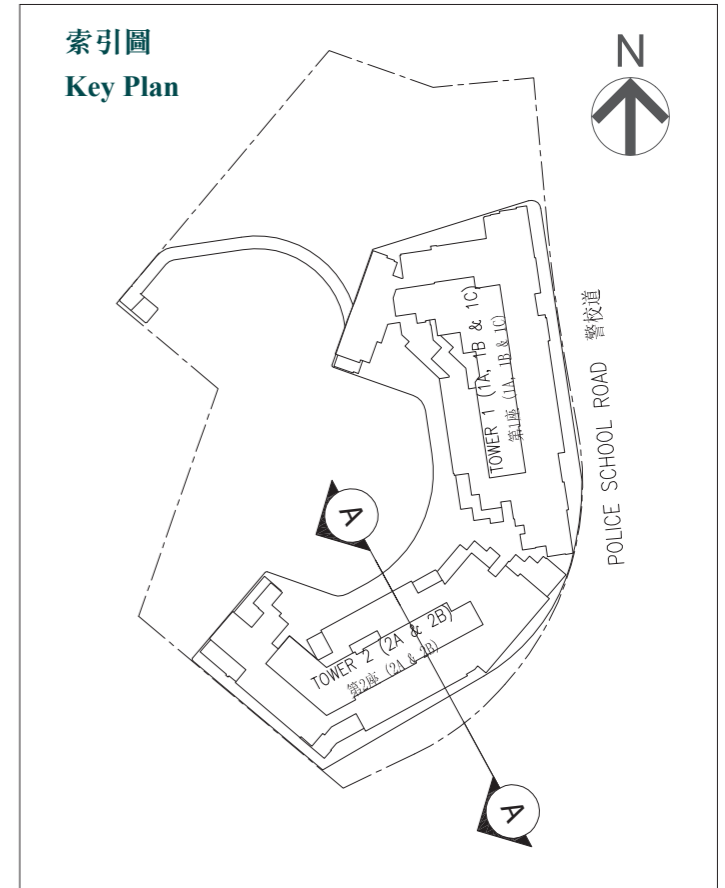 索引圖
Key Plan
N
TOWER 1 (1A, 1B & 1C)
第1座 (1A, 1B & 1C)
POLICE SCHOOL ROAD 警校道
A
TOWER 2 (2A & 2B)
第2座 (2A & 2B)
A